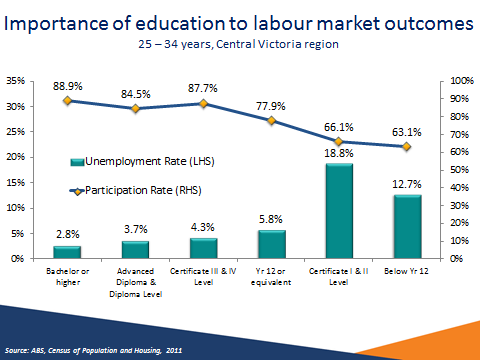 Importance of education to labour market outcomes
25 – 34 years, Central Victoria region
35%
30%
25%
20%
15%
10%
5%
0%
100%
90%
80%
70%
60%
50%
40%
30%
20%
10%
0%
88.9%
84.5%
87.7%
77.9%
66.1%
63.1%
Unemployment Rate (LHS)
Participation Rate (RHS)
2.8%
3.7%
4.3%
5.8%
18.8%
12.7%
Bachelor or
higher
Advanced
Diploma &
Diploma Level
Certificate III & IV
Level
Yr 12 or
equivalent
Certificate I & II
Level
Below Yr 12
Source: ABS, Census of Population and Housing, 2011